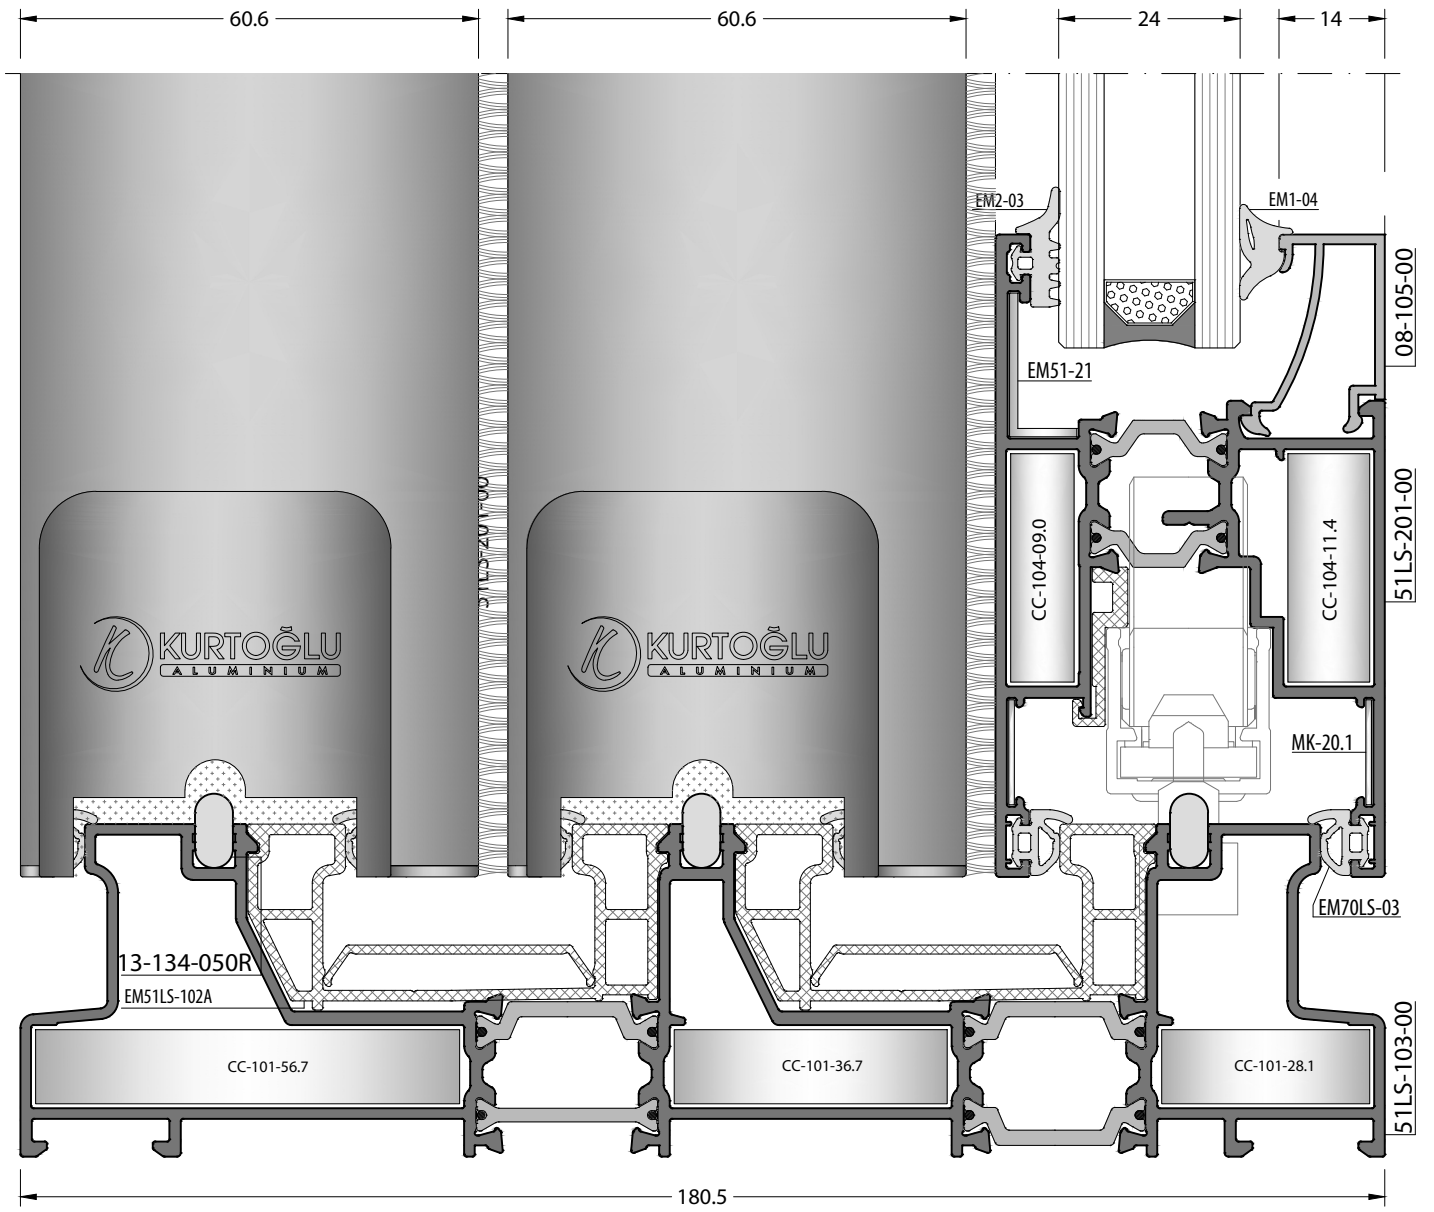 60.6
60.6
24
14
EM2-03
EM1-04
08-105-00
EM51-21
51LS-201-00
51LS-201-00
CC-104-09.0
CC-104-11.4
KURTOĞLU
ALUMINIUM
KURTOĞLU
ALUMINIUM
MK-20.1
EM70LS-03
13-134-050R
EM51LS-102A
CC-101-56.7
CC-101-36.7
CC-101-28.1
51LS-103-00
180.5